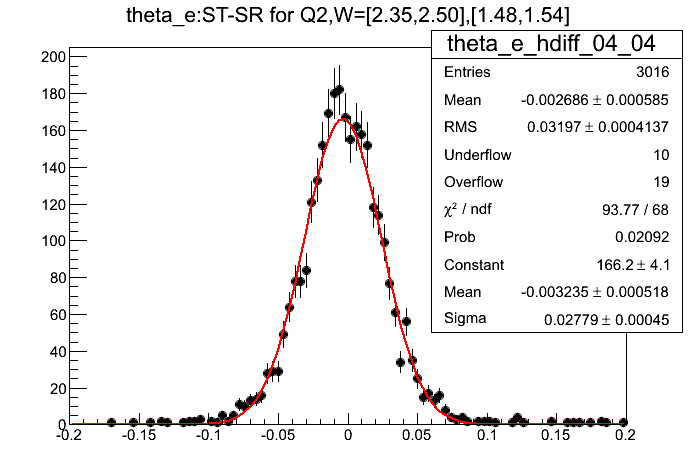 theta_e:ST-SR for Q2,W=[2.35,2.50],[1.48,1.54]
theta_e_hdiff_04_04
Entries 3016
Mean -0.002686 ± 0.000585
RMS 0.03197 ± 0.0004137
Underflow 10
Overflow 19
χ² / ndf 93.77 / 68
Prob 0.02092
Constant 166.2 ± 4.1
Mean -0.003235 ± 0.000518
Sigma 0.02779 ± 0.00045
200
180
160
140
120
100
80
60
40
20
0
-0.2 -0.15 -0.1 -0.05 0 0.05 0.1 0.15 0.2